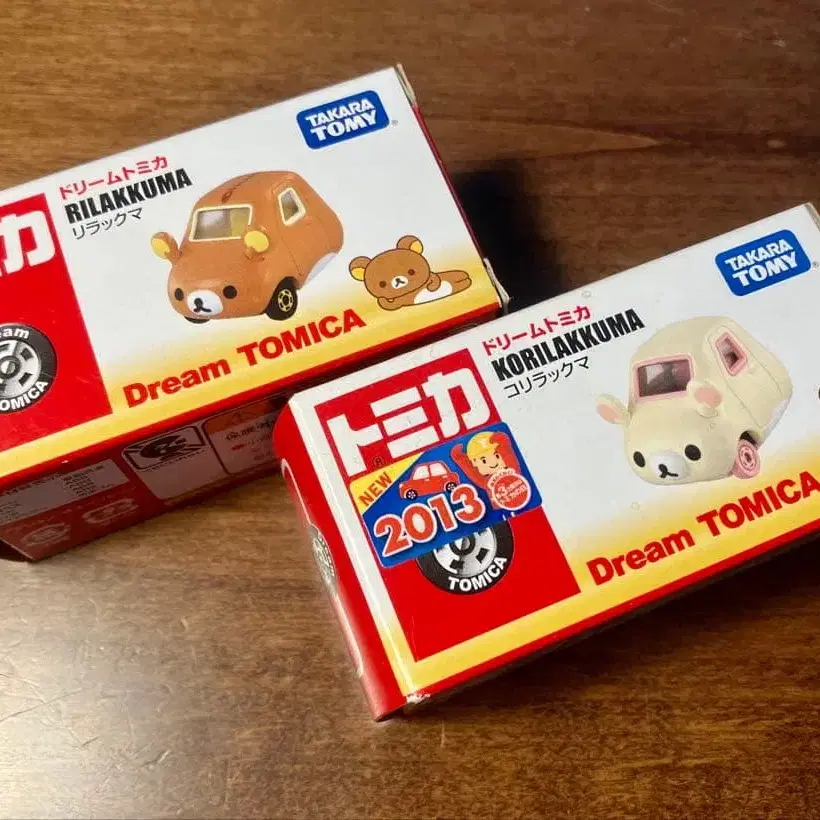 TAKARA
TOMY
ドリームトミカ
RILAKKUMA
リラックマ
カ
Dream TOMICA
TOMICA
TAKARA
TOMY
ドリームトミカ
KORILAKKUMA
コリラックマ
トミカ
NEW
2013
TOMICA
Dream TOMICA